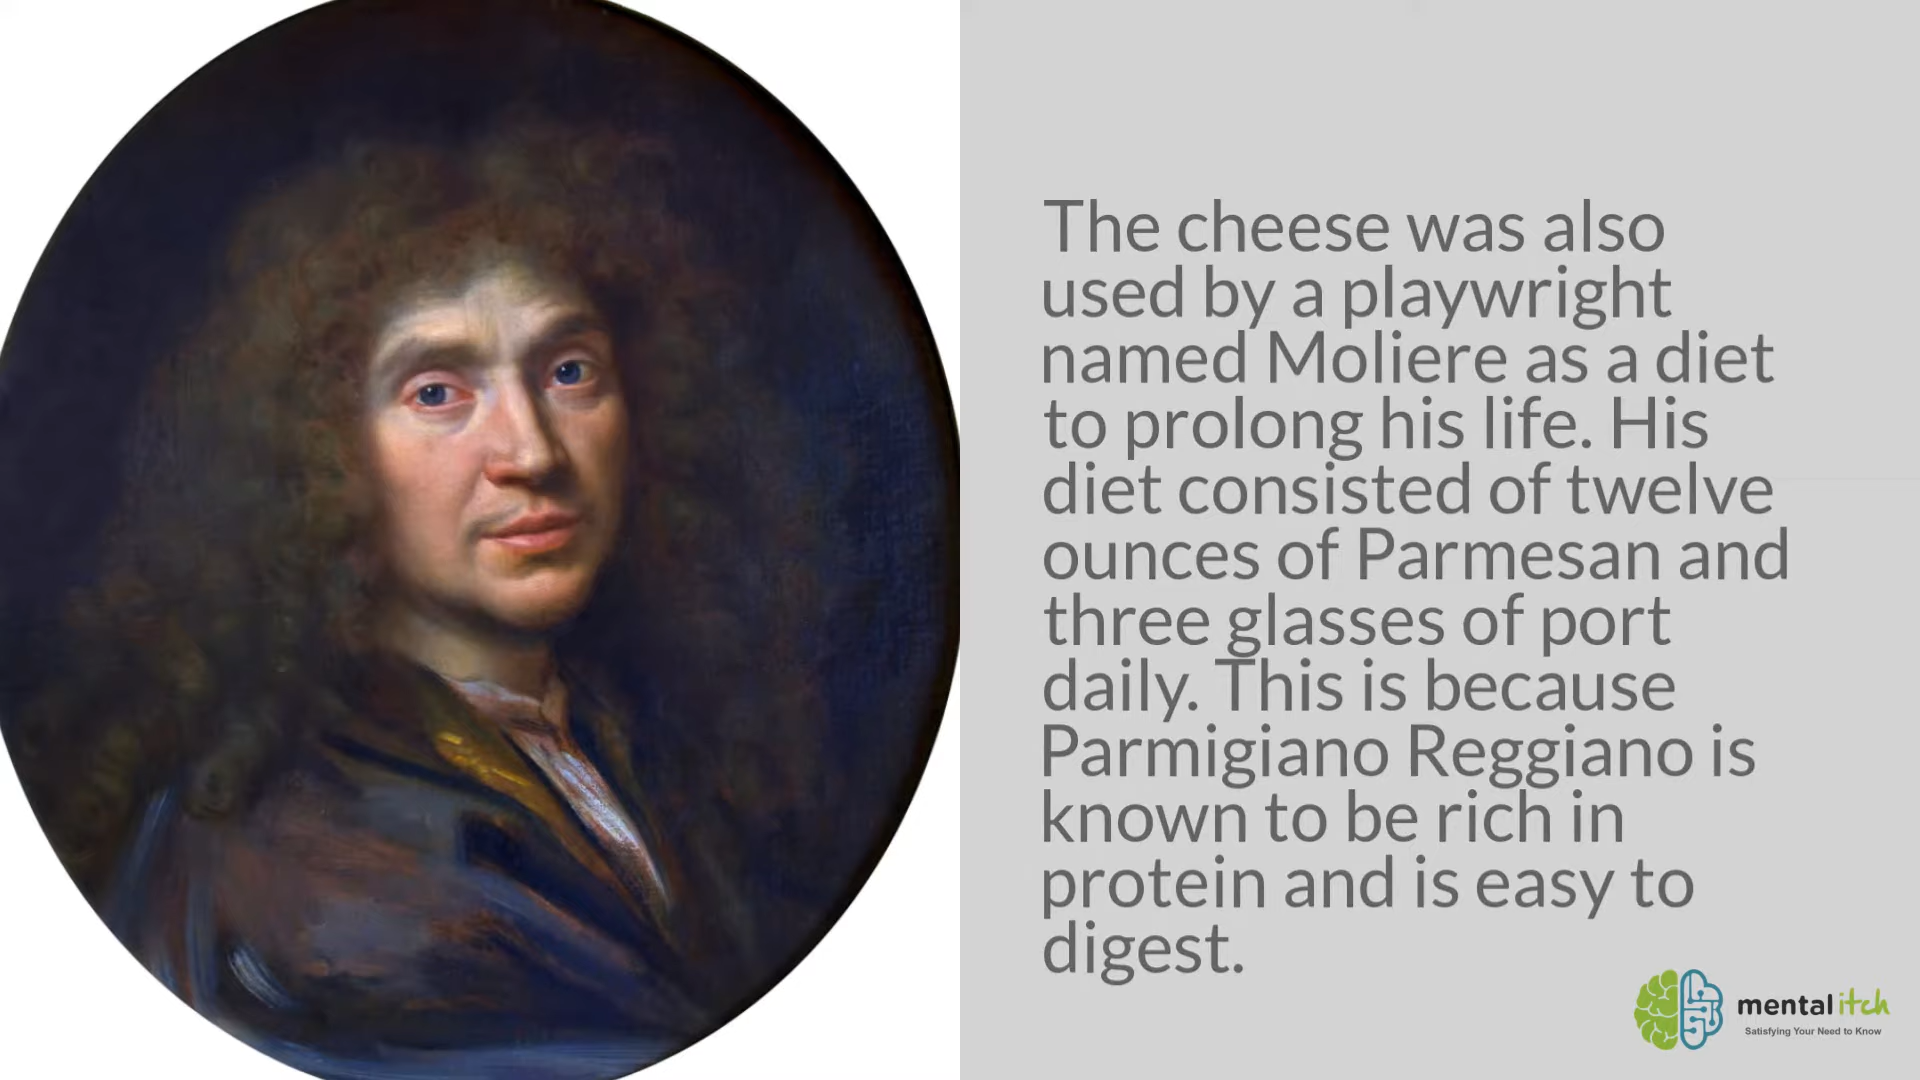 The cheese was also
used by a playwright
named Moliere as a diet
to prolong his life. His
diet consisted of twelve
ounces of Parmesan and
three glasses of port
daily. This is because
Parmigiano Reggiano is
known to be rich in
protein and is easy to
digest.
mental itch
Satisfying Your Need to Know